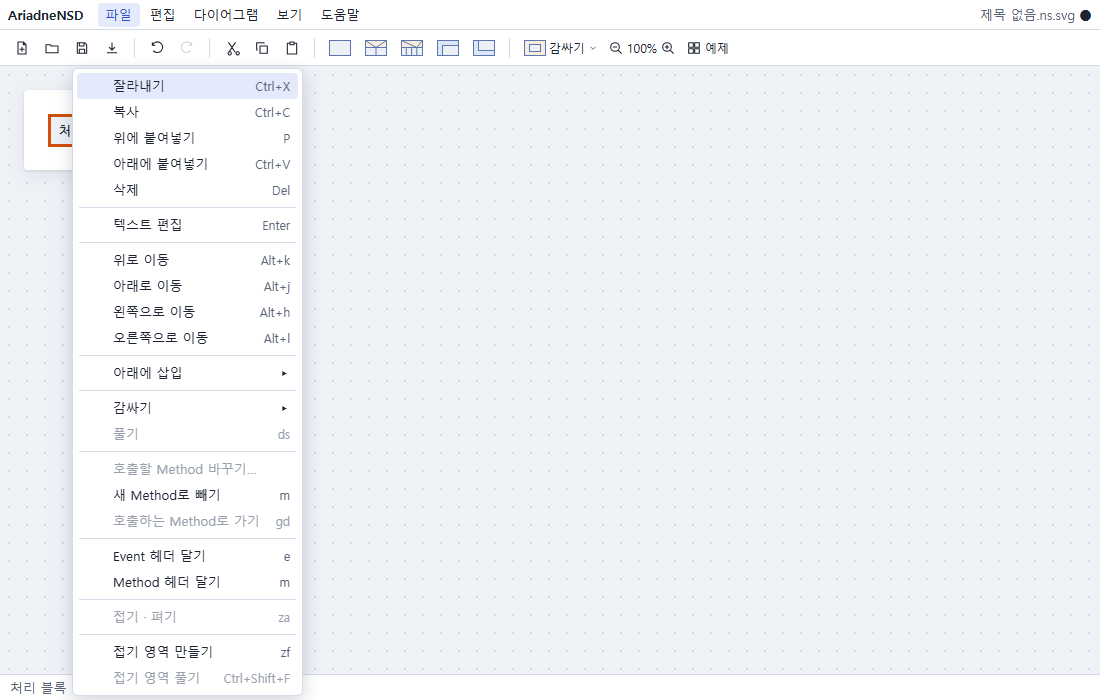 AriadneNSD 파일 편집 다이어그램 보기 도움말 제목 없음.ns.svg
감싸기 100% 예제
잘라내기 Ctrl+X
복사 Ctrl+C
처
위에 붙여넣기 P
아래에 붙여넣기 Ctrl+V
삭제 Del
텍스트 편집 Enter
위로 이동 Alt+k
아래로 이동 Alt+j
왼쪽으로 이동 Alt+h
오른쪽으로 이동 Alt+l
아래에 삽입
감싸기
풀기 ds
호출할 Method 바꾸기...
새 Method로 빼기 m
호출하는 Method로 가기 gd
Event 헤더 달기 e
Method 헤더 달기 m
접기 · 펴기 za
접기 영역 만들기 zf
접기 영역 풀기 Ctrl+Shift+F
처리 블록